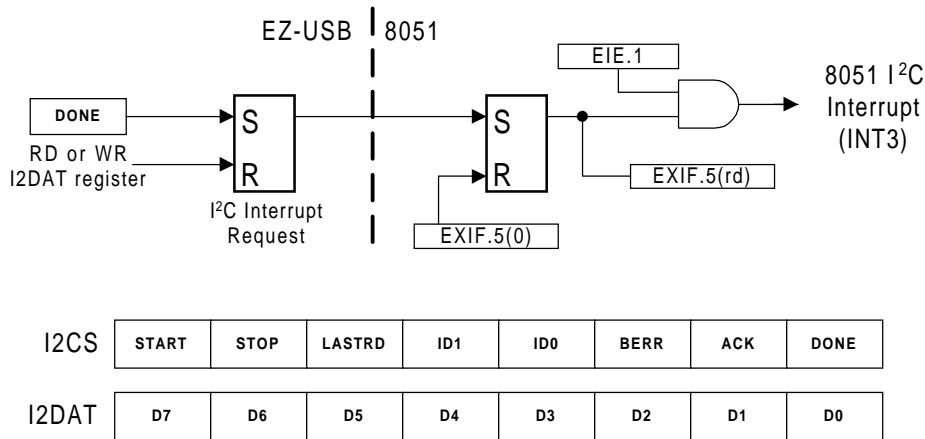 EZ-USB 8051
EIE.1
8051 I²C
Interrupt
(INT3)
DONE
S
R
S
R
RD or WR
I2DAT register
I²C Interrupt
Request
EXIF.5(rd)
EXIF.5(0)
I2CS START STOP LASTRD ID1 ID0 BERR ACK DONE
I2DAT D7 D6 D5 D4 D3 D2 D1 D0